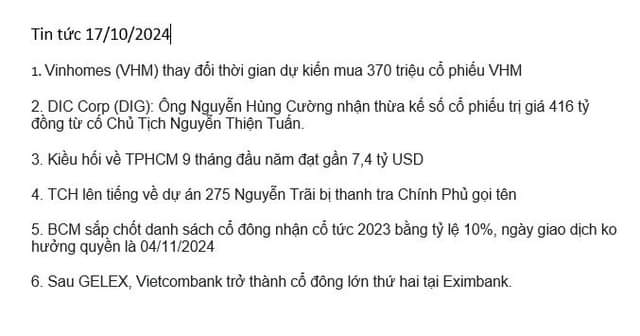 Tin tức 17/10/2024
1. Vinhomes (VHM) thay đổi thời gian dự kiến mua 370 triệu cổ phiếu VHM
2. DIC Corp (DIG): Ông Nguyễn Hùng Cường nhận thừa kế số cổ phiếu trị giá 416 tỷ
đồng từ cố Chủ Tịch Nguyễn Thiện Tuấn.
3. Kiều hối về TPHCM 9 tháng đầu năm đạt gần 7,4 tỷ USD
4. TCH lên tiếng về dự án 275 Nguyễn Trãi bị thanh tra Chính Phủ gọi tên
5. BCM sắp chốt danh sách cổ đông nhận cổ tức 2023 bằng tỷ lệ 10%, ngày giao dịch ko
hưởng quyền là 04/11/2024
6. Sau GELEX, Vietcombank trở thành cổ đông lớn thứ hai tại Eximbank.